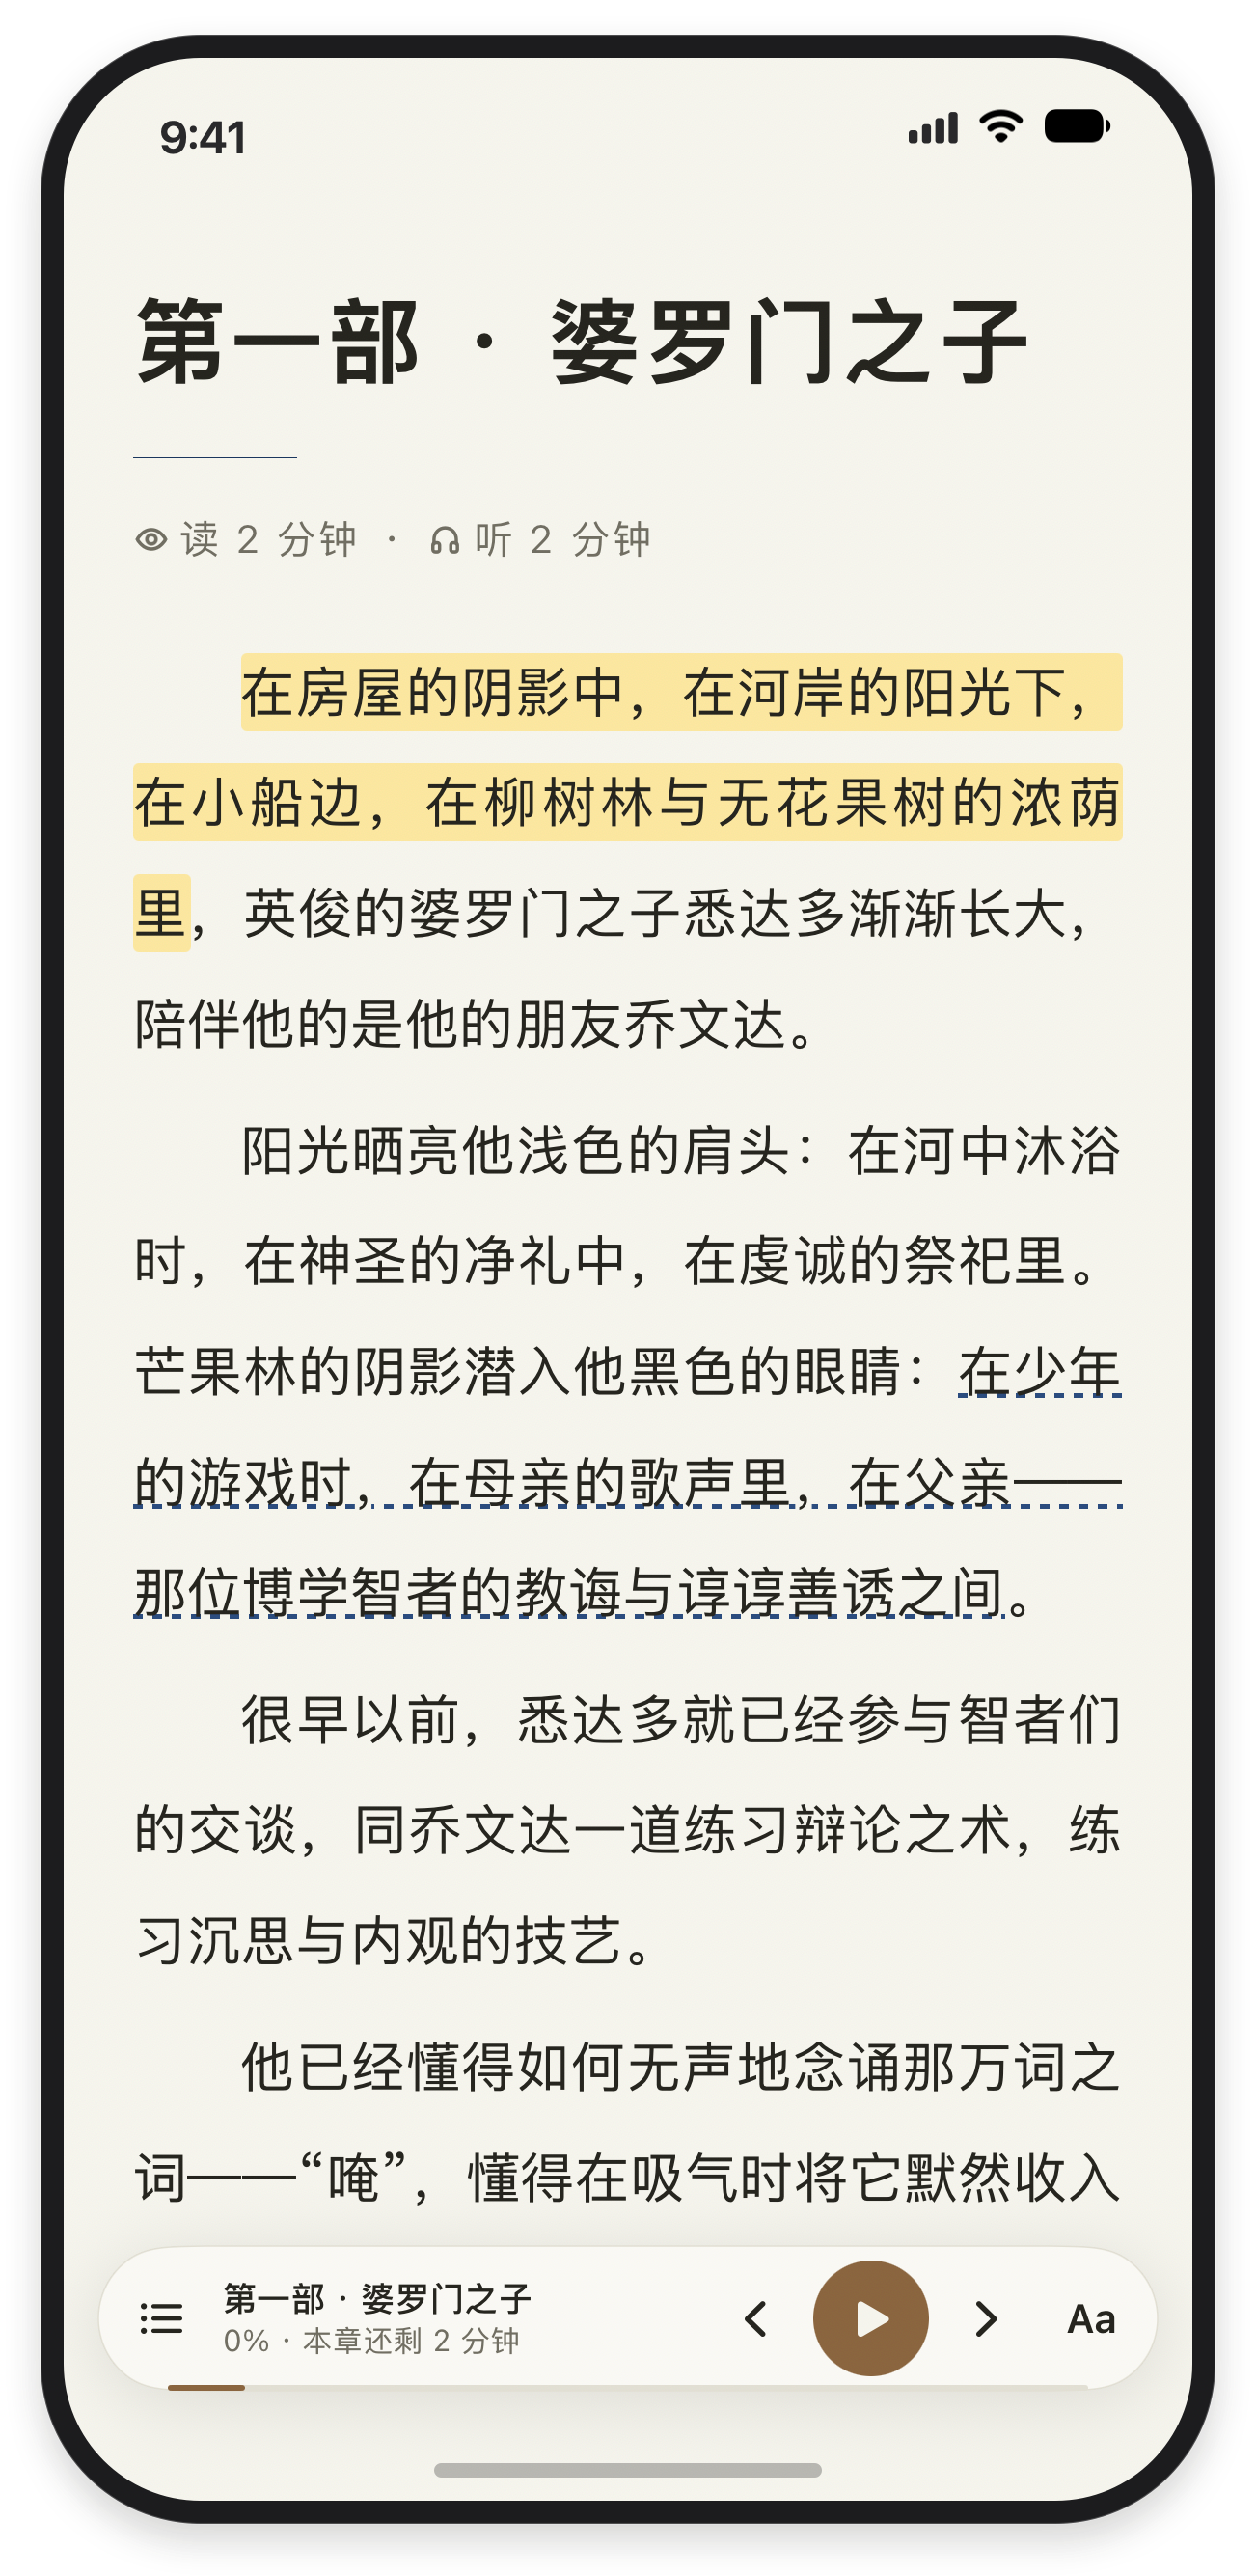 9:41
第一部 · 婆罗门之子
读 2 分钟 · 听 2 分钟
在房屋的阴影中，在河岸的阳光下，
在小船边，在柳树林与无花果树的浓荫
里，英俊的婆罗门之子悉达多渐渐长大，
陪伴他的是他的朋友乔文达。
阳光晒亮他浅色的肩头：在河中沐浴
时，在神圣的净礼中，在虔诚的祭祀里。
芒果林的阴影潜入他黑色的眼睛：在少年
的游戏时，在母亲的歌声里，在父亲——
那位博学智者的教诲与谆谆善诱之间。
很早以前，悉达多就已经参与智者们
的交谈，同乔文达一道练习辩论之术，练
习沉思与内观的技艺。
他已经懂得如何无声地念诵那万词之
词——“唵”，懂得在吸气时将它默然收入
第一部 · 婆罗门之子
0% · 本章还剩 2 分钟
Aa